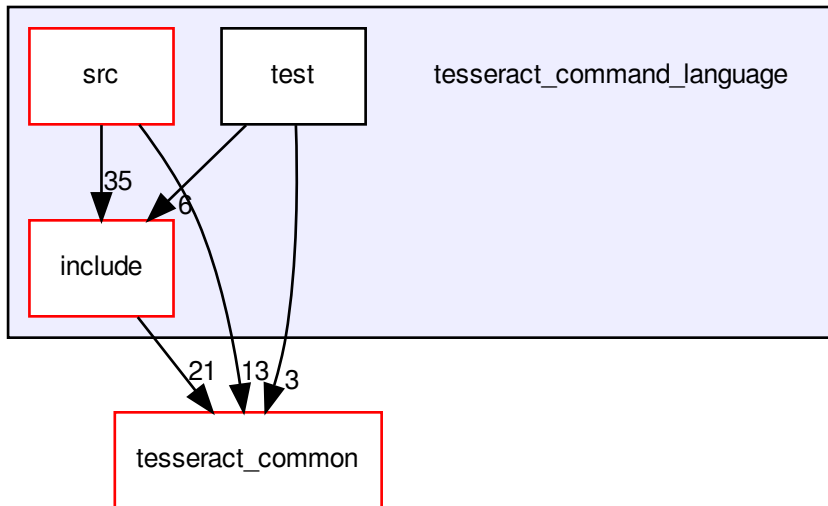 src
test
tesseract_command_language
35
6
include
21
13
3
tesseract_common